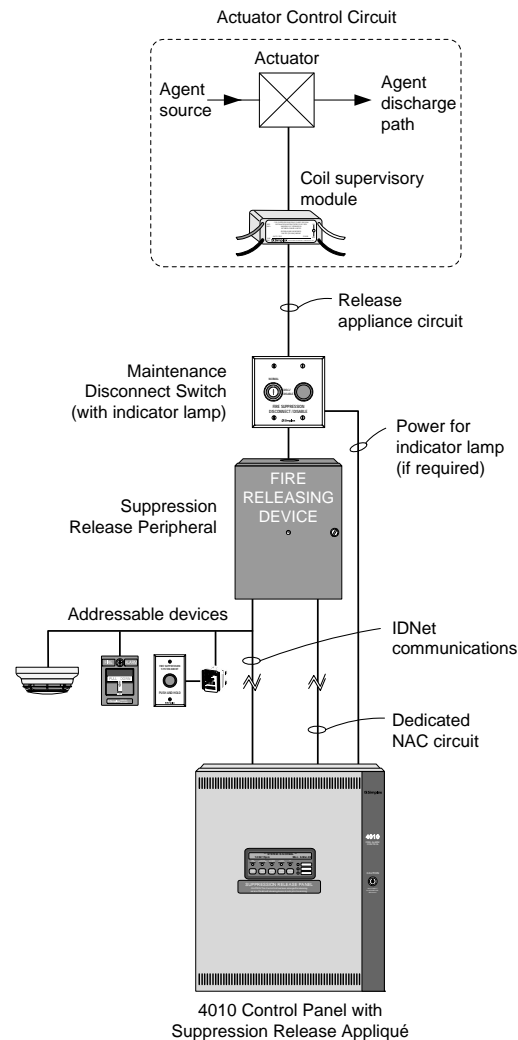 Actuator Control Circuit
Actuator
Agent
source
Agent
discharge
path
Coil supervisory
module
Release
appliance circuit
Maintenance
Disconnect Switch
(with indicator lamp)
FIRE SUPPRESSION
DISCONNECT/DISABLE
Power for
indicator lamp
(if required)
Suppression
Release Peripheral
FIRE
RELEASING
DEVICE
Addressable devices
IDNet
communications
Dedicated
NAC circuit
Simplex
4010
SUPPRESSION RELEASE PANEL
4010 Control Panel with
Suppression Release Appliqué